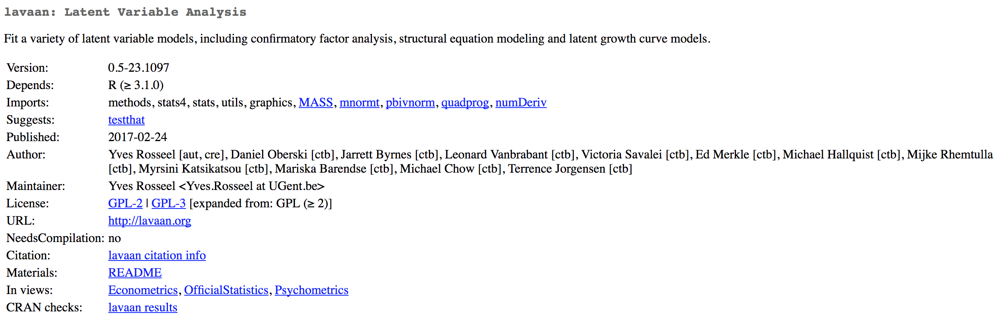 lavaan: Latent Variable Analysis
Fit a variety of latent variable models, including confirmatory factor analysis, structural equation modeling and latent growth curve models.
Version: 0.5-23.1097
Depends: R (≥ 3.1.0)
Imports: methods, stats4, stats, utils, graphics, MASS, mnormt, pbivnorm, quadprog, numDeriv
Suggests: testthat
Published: 2017-02-24
Author: Yves Rosseel [aut, cre], Daniel Oberski [ctb], Jarrett Byrnes [ctb], Leonard Vanbrabant [ctb], Victoria Savalei [ctb], Ed Merkle [ctb], Michael Hallquist [ctb], Mijke Rhemtulla
[ctb], Myrsini Katsikatsou [ctb], Mariska Barendse [ctb], Michael Chow [ctb], Terrence Jorgensen [ctb]
Maintainer: Yves Rosseel <Yves.Rosseel at UGent.be>
License: GPL-2 | GPL-3 [expanded from: GPL (≥ 2)]
URL: http://lavaan.org
NeedsCompilation: no
Citation: lavaan citation info
Materials: README
In views: Econometrics, OfficialStatistics, Psychometrics
CRAN checks: lavaan results